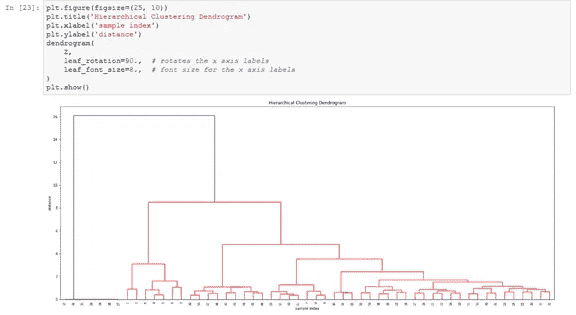 In [23]: plt.figure(figsize=(25, 10))
plt.title('Hierarchical Clustering Dendrogram')
plt.xlabel('sample index')
plt.ylabel('distance')
dendrogram(
Z,
leaf_rotation=90., # rotates the x axis labels
leaf_font_size=8., # font size for the x axis labels
)
plt.show()
Hierarchical Clustering Dendrogram
16
14
12
10
8
6
4
2
0
distance
sample index